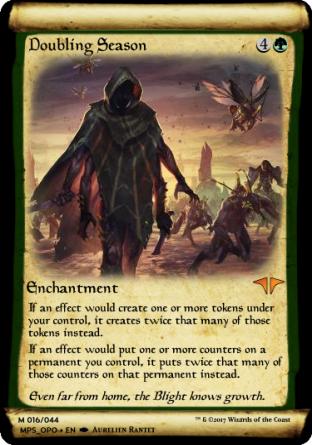 Doubling Season 4
Enchantment
If an effect would create one or more tokens under
your control, it creates twice that many of those
tokens instead.
If an effect would put one or more counters on a
permanent you control, it puts twice that many of
those counters on that permanent instead.
Even far from home, the Blight knows growth.
M 016/044
MPS_OPO • EN Aurelien Rantet
™ & ©2017 Wizards of the Coast